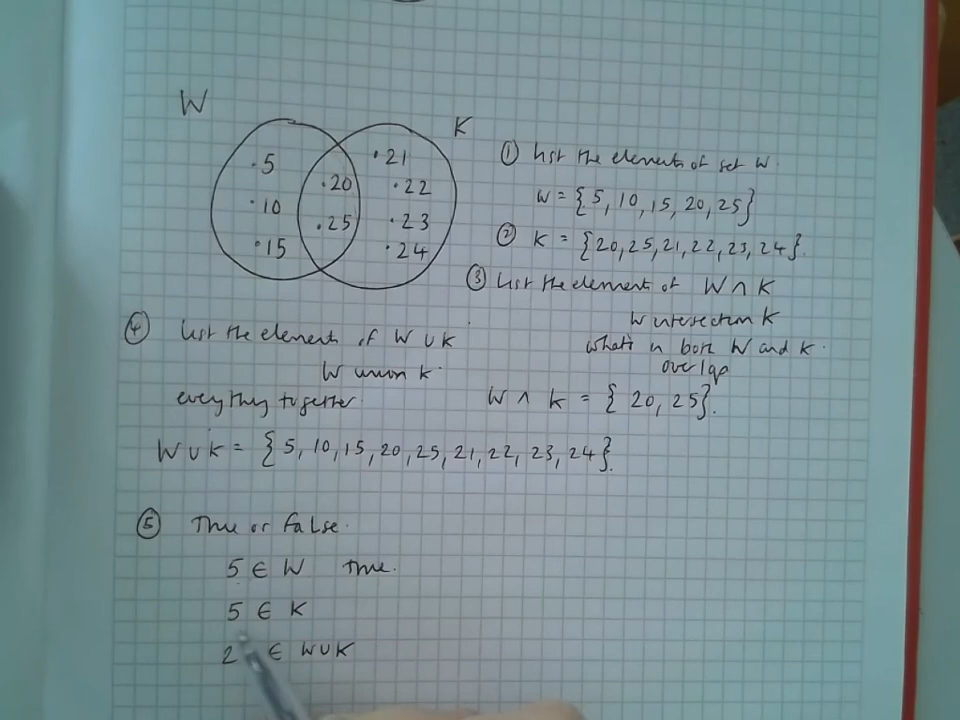 W
K
.5
.10
.15
.20
.25
.21
.22
.23
.24
① list the elements of set W.
W = {5, 10, 15, 20, 25}
② K = {20, 25, 21, 22, 23, 24}.
③ list the elements of W ∩ K
W intersection K
what's in both W and K.
overlap
W ∩ K = { 20, 25}.
④ list the elements of W ∪ K
W union K.
everything together.
W ∪ K = {5, 10, 15, 20, 25, 21, 22, 23, 24}.
⑤ True or False.
5 ∈ W True.
5 ∈ K
2 ∈ W∪K